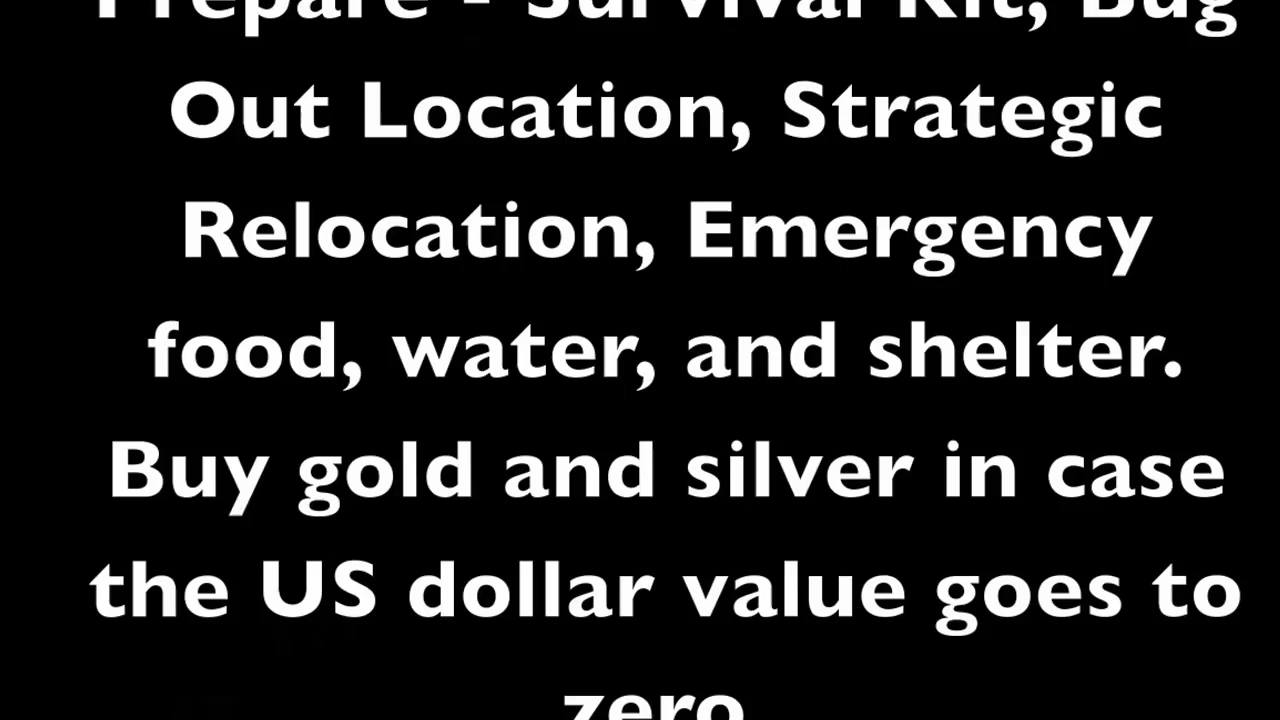 Prepare - Survival Kit, Bug
Out Location, Strategic
Relocation, Emergency
food, water, and shelter.
Buy gold and silver in case
the US dollar value goes to
zero